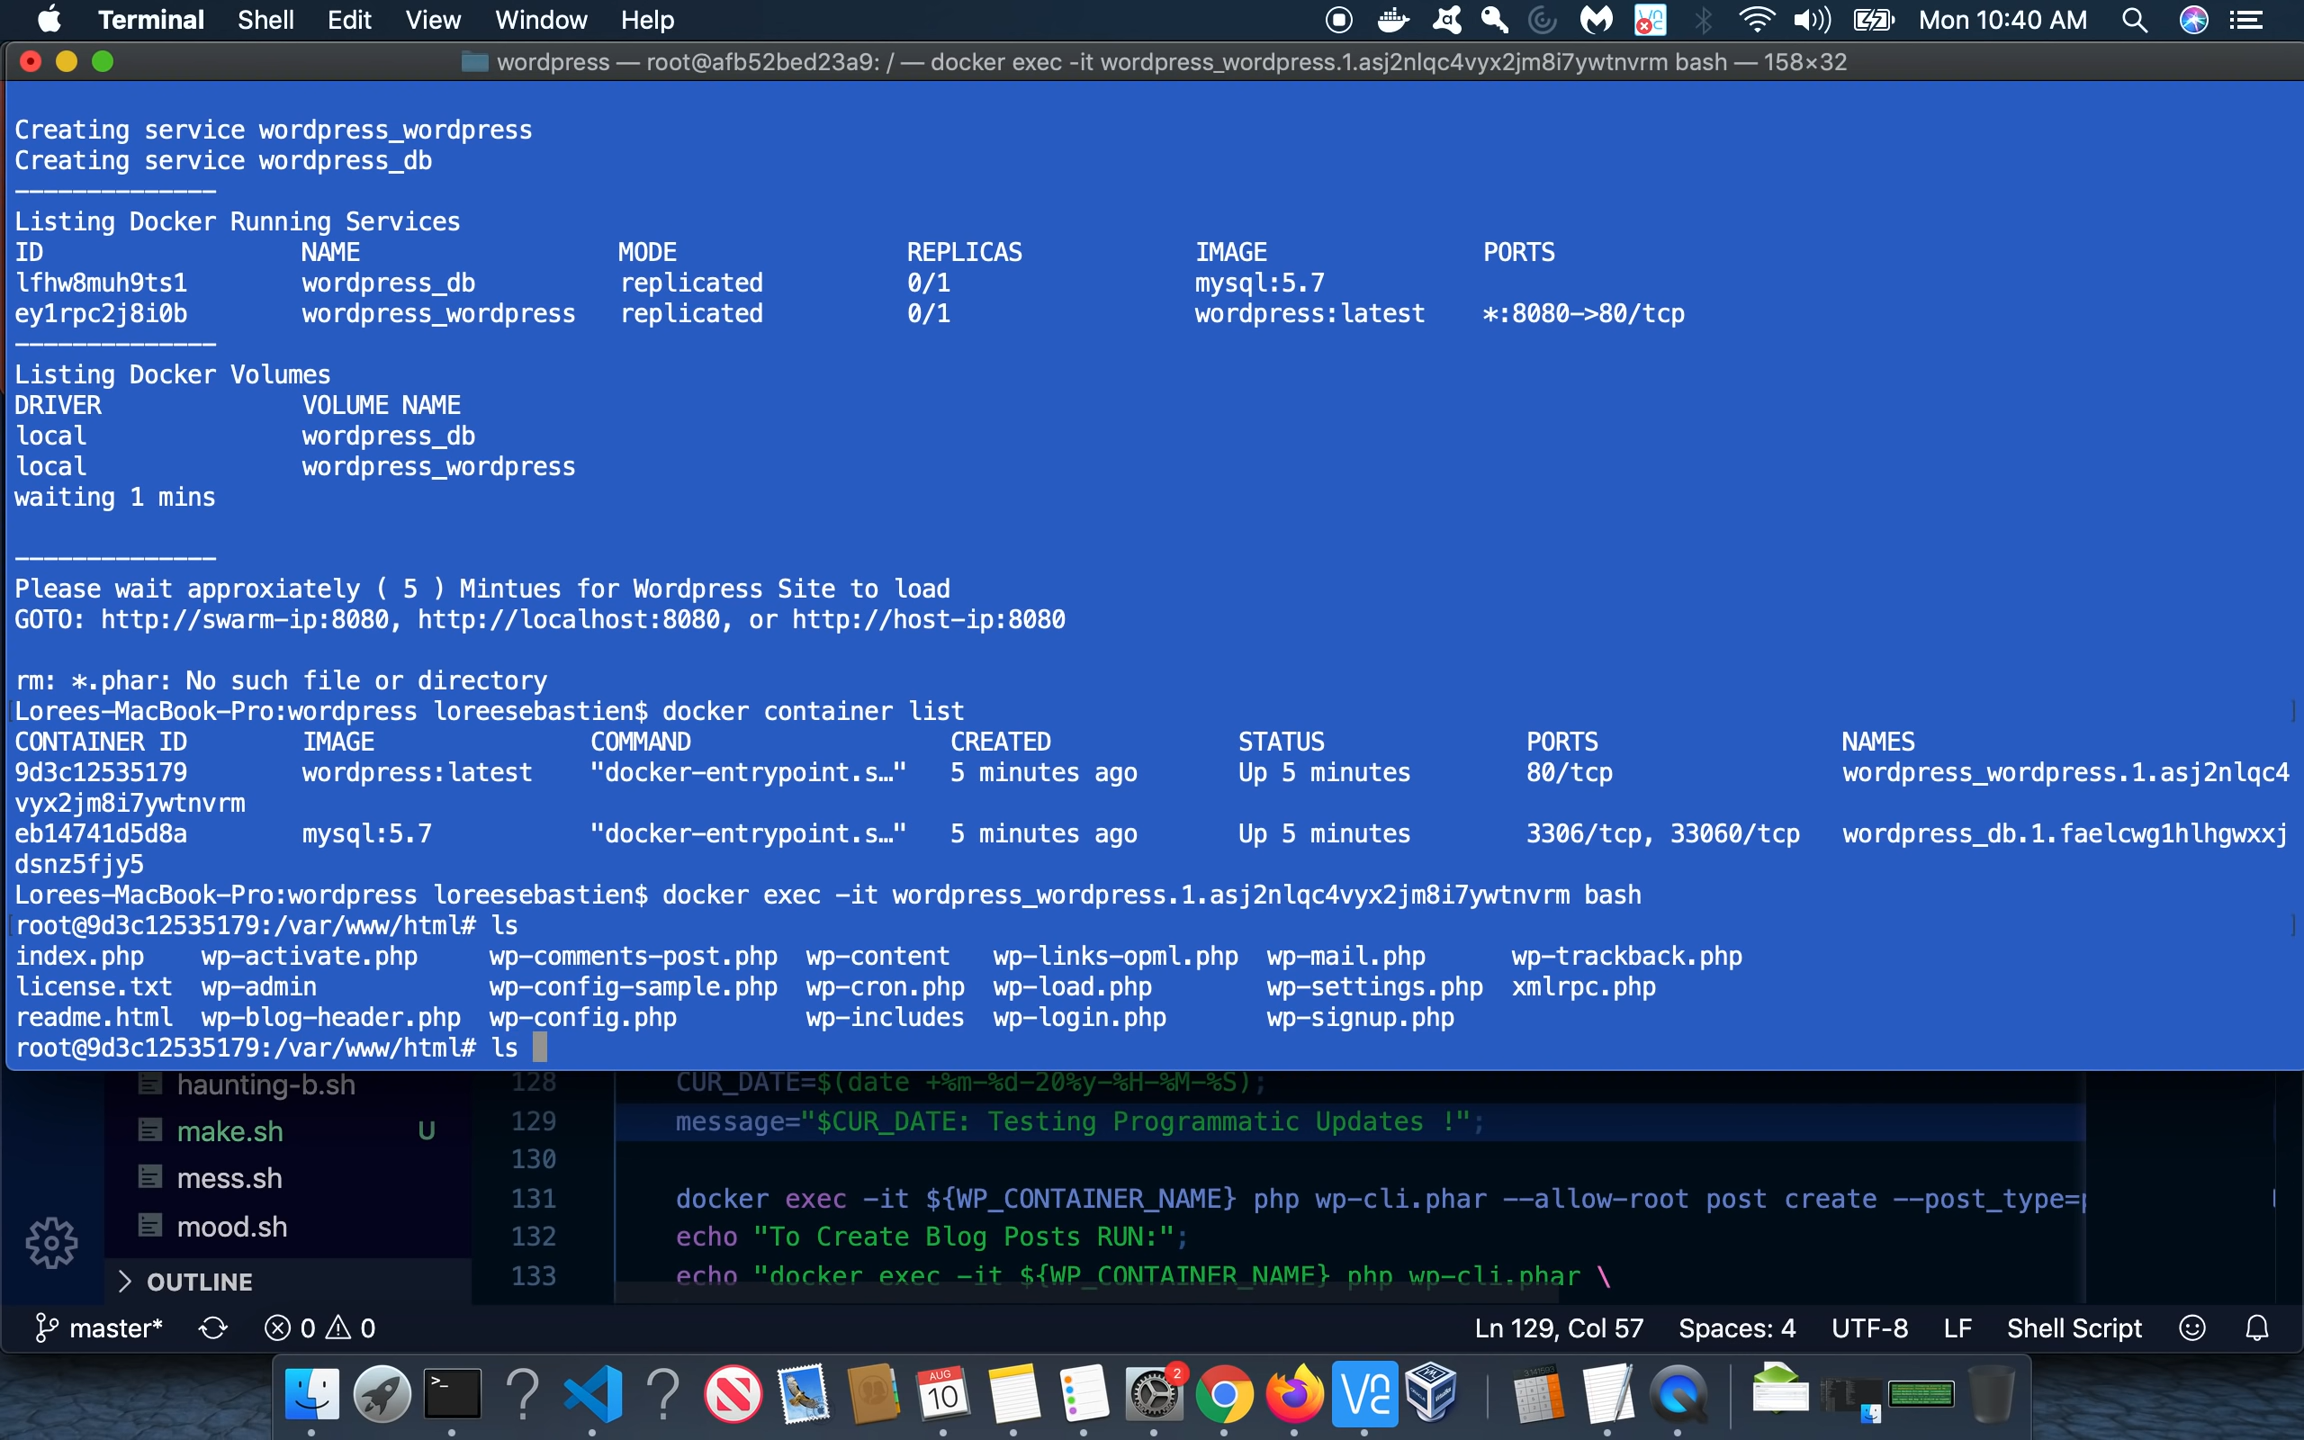 Terminal Shell Edit View Window Help Mon 10:40 AM
wordpress — root@afb52bed23a9: / — docker exec -it wordpress_wordpress.1.asj2nlqc4vyx2jm8i7ywtnvrm bash — 158×32
Creating service wordpress_wordpress
Creating service wordpress_db
--------------
Listing Docker Running Services
ID NAME MODE REPLICAS IMAGE PORTS
lfhw8muh9ts1 wordpress_db replicated 0/1 mysql:5.7
ey1rpc2j8i0b wordpress_wordpress replicated 0/1 wordpress:latest *:8080->80/tcp
--------------
Listing Docker Volumes
DRIVER VOLUME NAME
local wordpress_db
local wordpress_wordpress
waiting 1 mins
--------------
Please wait approxiately ( 5 ) Mintues for Wordpress Site to load
GOTO: http://swarm-ip:8080, http://localhost:8080, or http://host-ip:8080
rm: *.phar: No such file or directory
[Lorees-MacBook-Pro:wordpress loreesebastien$ docker container list ]
CONTAINER ID IMAGE COMMAND CREATED STATUS PORTS NAMES
9d3c12535179 wordpress:latest "docker-entrypoint.s…" 5 minutes ago Up 5 minutes 80/tcp wordpress_wordpress.1.asj2nlqc4
vyx2jm8i7ywtnvrm
eb14741d5d8a mysql:5.7 "docker-entrypoint.s…" 5 minutes ago Up 5 minutes 3306/tcp, 33060/tcp wordpress_db.1.faelcwg1hlhgwxxj
dsnz5fjy5
Lorees-MacBook-Pro:wordpress loreesebastien$ docker exec -it wordpress_wordpress.1.asj2nlqc4vyx2jm8i7ywtnvrm bash
[root@9d3c12535179:/var/www/html# ls ]
index.php wp-activate.php wp-comments-post.php wp-content wp-links-opml.php wp-mail.php wp-trackback.php
license.txt wp-admin wp-config-sample.php wp-cron.php wp-load.php wp-settings.php xmlrpc.php
readme.html wp-blog-header.php wp-config.php wp-includes wp-login.php wp-signup.php
root@9d3c12535179:/var/www/html# ls
haunting-b.sh
make.sh U
mess.sh
mood.sh
OUTLINE
128 CUR_DATE=$(date +%m-%d-20%y-%H-%M-%S);
129 message="$CUR_DATE: Testing Programmatic Updates !";
130
131 docker exec -it ${WP_CONTAINER_NAME} php wp-cli.phar --allow-root post create --post_type=p
132 echo "To Create Blog Posts RUN:";
133 echo "docker exec -it ${WP_CONTAINER_NAME} php wp-cli.phar \
master* 0 0 Ln 129, Col 57 Spaces: 4 UTF-8 LF Shell Script
AUG
10
2